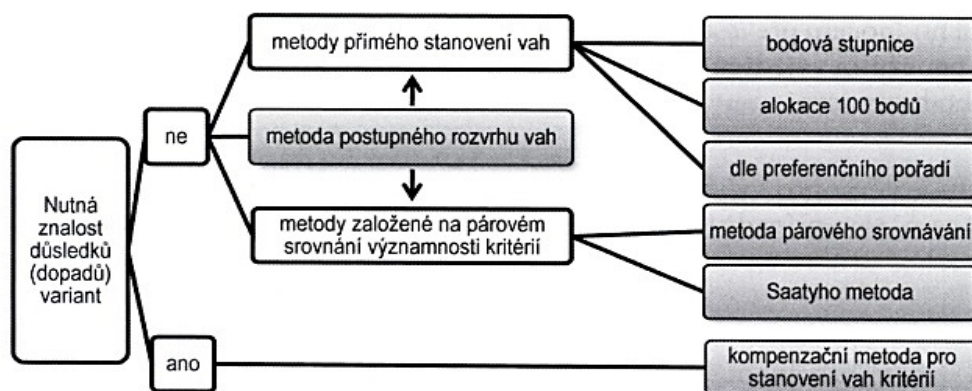 Nutná
znalost
důsledků
(dopadů)
variant
ne
ano
metody přímého stanovení vah
metoda postupného rozvrhu vah
metody založené na párovém
srovnání významnosti kritérií
bodová stupnice
alokace 100 bodů
dle preferenčního pořadí
metoda párového srovnávání
Saatyho metoda
kompenzační metoda pro
stanovení vah kritérií